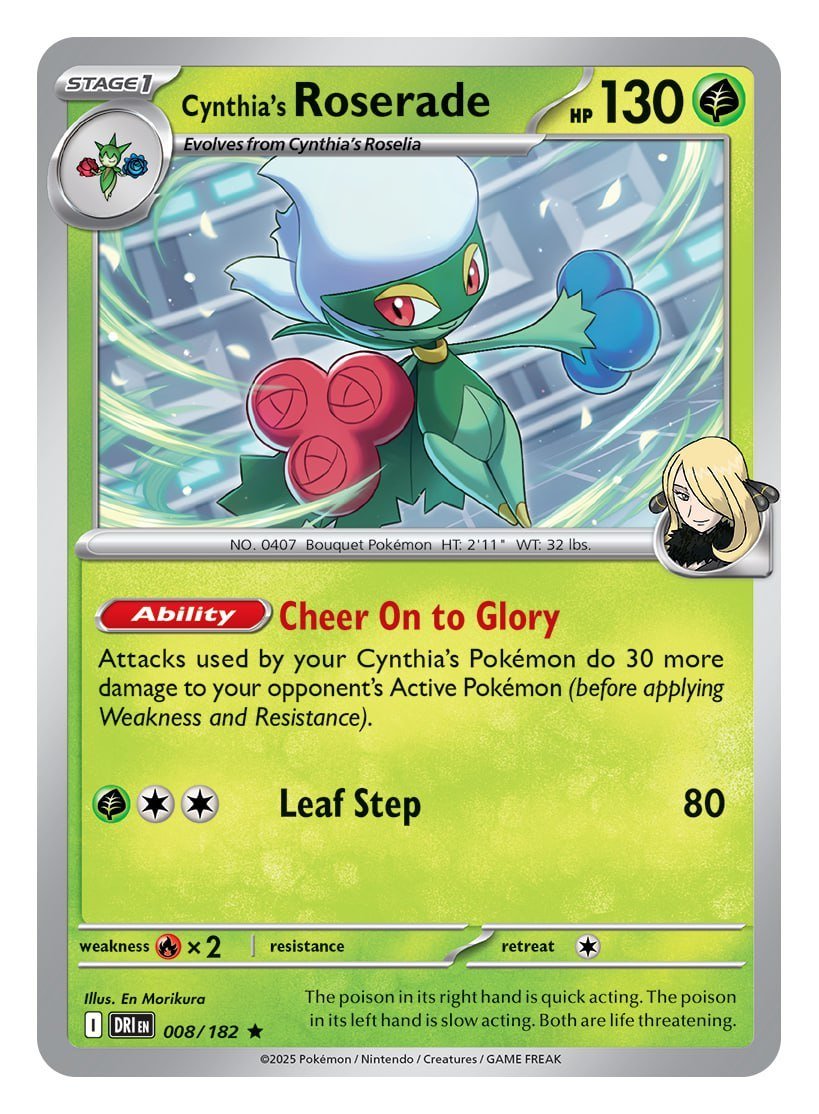 STAGE1
Cynthia's Roserade HP 130
Evolves from Cynthia's Roselia
NO. 0407 Bouquet Pokémon HT: 2'11" WT: 32 lbs.
Ability Cheer On to Glory
Attacks used by your Cynthia's Pokémon do 30 more
damage to your opponent's Active Pokémon (before applying
Weakness and Resistance).
Leaf Step 80
weakness ×2 resistance retreat
Illus. En Morikura
The poison in its right hand is quick acting. The poison
in its left hand is slow acting. Both are life threatening.
I DRI EN 008/182 ★
©2025 Pokémon / Nintendo / Creatures / GAME FREAK